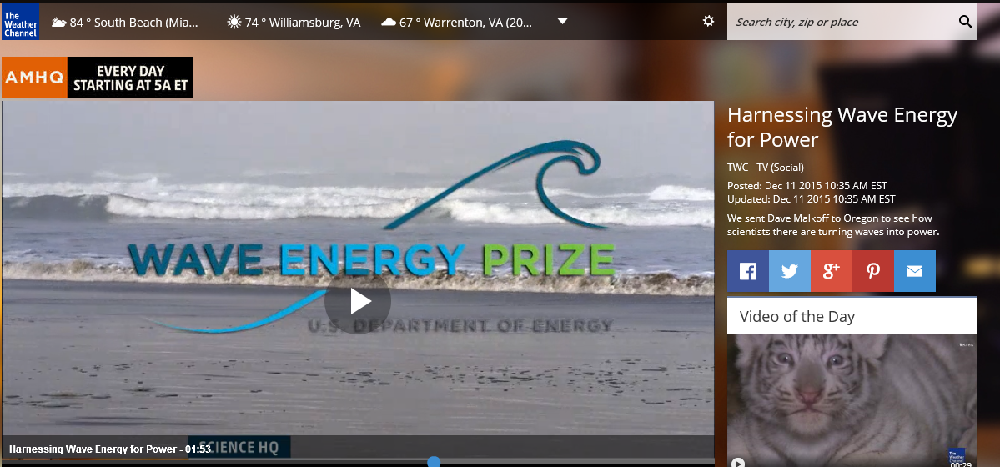 The
Weather
Channel
84 ° South Beach (Mia...
74 ° Williamsburg, VA
67 ° Warrenton, VA (20...
Search city, zip or place
AMHQ
EVERY DAY
STARTING AT 5A ET
Harnessing Wave Energy
for Power
TWC - TV (Social)
Posted: Dec 11 2015 10:35 AM EST
Updated: Dec 11 2015 10:35 AM EST
We sent Dave Malkoff to Oregon to see how
scientists there are turning waves into power.
WAVE ENERGY PRIZE
U.S. DEPARTMENT OF ENERGY
Video of the Day
The
Weather
Channel
00:29
SCIENCE HQ
Harnessing Wave Energy for Power - 01:53